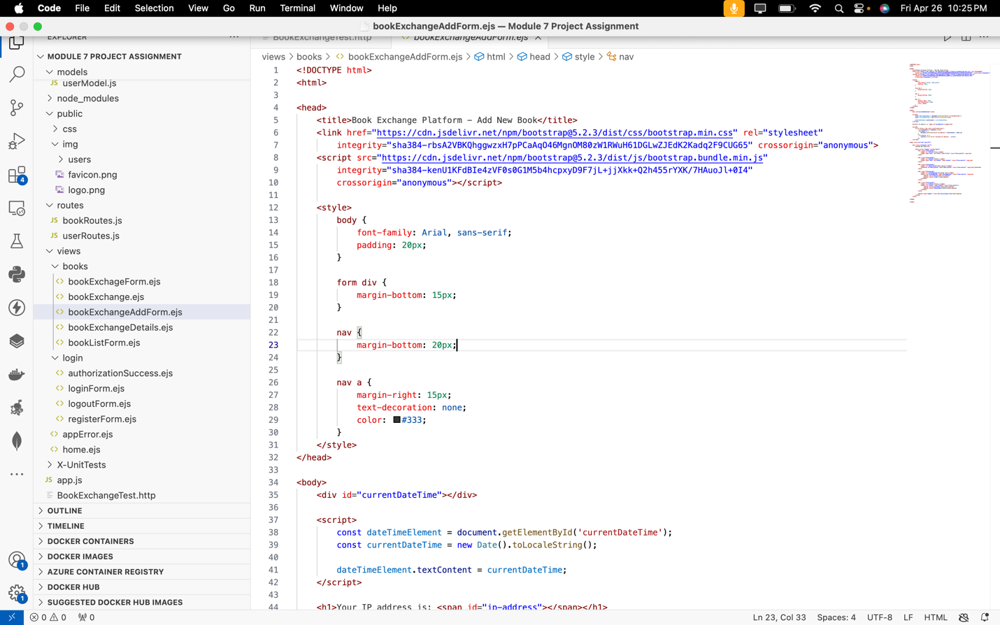 Code File Edit Selection View Go Run Terminal Window Help Fri Apr 26 10:25 PM
bookExchangeAddForm.ejs — Module 7 Project Assignment
EXPLORER
BookExchangeTest.http
bookExchangeAddForm.ejs
views > books > bookExchangeAddForm.ejs > html > head > style > nav
MODULE 7 PROJECT ASSIGNMENT
models
userModel.js
node_modules
public
css
img
users
favicon.png
logo.png
routes
bookRoutes.js
userRoutes.js
views
books
bookExchageForm.ejs
bookExchange.ejs
bookExchangeAddForm.ejs
bookExchangeDetails.ejs
bookListForm.ejs
login
authorizationSuccess.ejs
loginForm.ejs
logoutForm.ejs
registerForm.ejs
appError.ejs
home.ejs
X-UnitTests
app.js
BookExchangeTest.http
OUTLINE
TIMELINE
DOCKER CONTAINERS
DOCKER IMAGES
AZURE CONTAINER REGISTRY
DOCKER HUB
SUGGESTED DOCKER HUB IMAGES
4
1
1
1 <!DOCTYPE html>
2 <html>
3
4 <head>
5 <title>Book Exchange Platform - Add New Book</title>
6 <link href="https://cdn.jsdelivr.net/npm/bootstrap@5.2.3/dist/css/bootstrap.min.css" rel="stylesheet"
7 integrity="sha384-rbsA2VBKQhggwzxH7pPCaAqO46MgnOM80zW1RWuH61DGLwZJEdK2Kadq2F9CUG65" crossorigin="anonymous">
8 <script src="https://cdn.jsdelivr.net/npm/bootstrap@5.2.3/dist/js/bootstrap.bundle.min.js"
9 integrity="sha384-kenU1KFdBIe4zVF0s0G1M5b4hcpxyD9F7jL+jjXkk+Q2h455rYXK/7HAuoJl+0I4"
10 crossorigin="anonymous"></script>
11
12 <style>
13 body {
14 font-family: Arial, sans-serif;
15 padding: 20px;
16 }
17
18 form div {
19 margin-bottom: 15px;
20 }
21
22 nav {
23 margin-bottom: 20px;
24 }
25
26 nav a {
27 margin-right: 15px;
28 text-decoration: none;
29 color: #333;
30 }
31 </style>
32 </head>
33
34 <body>
35 <div id="currentDateTime"></div>
36
37 <script>
38 const dateTimeElement = document.getElementById('currentDateTime');
39 const currentDateTime = new Date().toLocaleString();
40
41 dateTimeElement.textContent = currentDateTime;
42 </script>
43
44 <h1>Your IP address is: <span id="ip-address"></span></h1>
0 0 0 Ln 23, Col 33 Spaces: 4 UTF-8 LF HTML